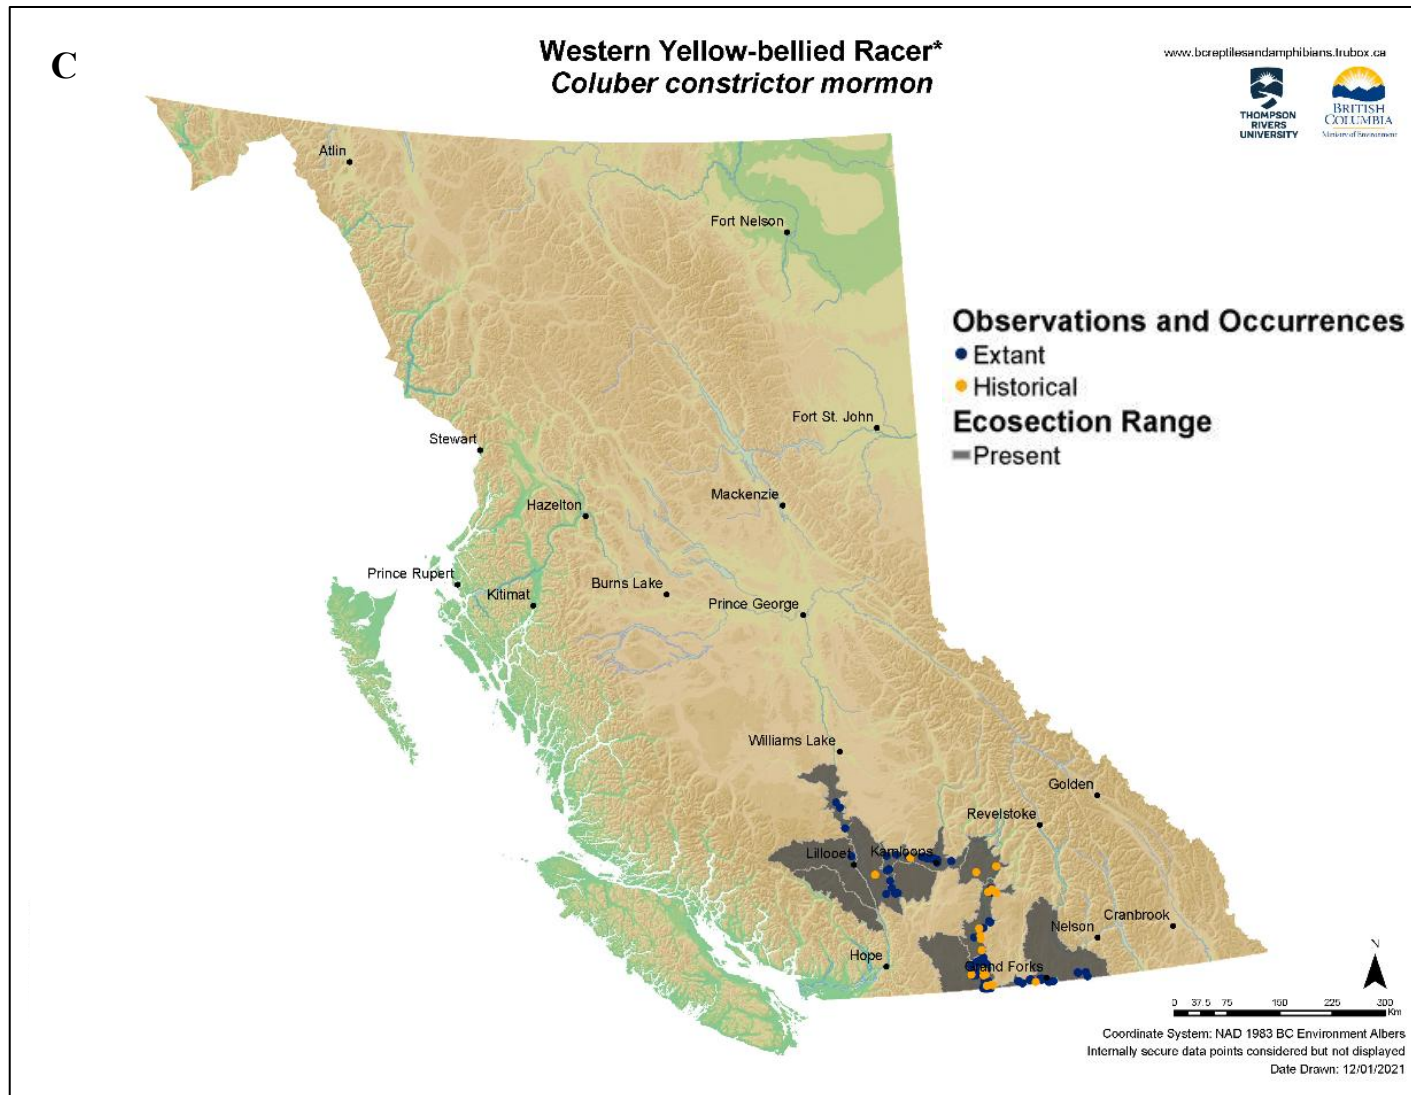 C
Western Yellow-bellied Racer*
Coluber constrictor mormon
www.bcreptilesandamphibians.trubox.ca
THOMPSON
RIVERS
UNIVERSITY
BRITISH
COLUMBIA
Ministry of Environment
Atlin
Fort Nelson
Observations and Occurrences
Extant
Historical
Ecosection Range
Present
Fort St. John
Stewart
Mackenzie
Hazelton
Prince Rupert
Burns Lake
Kitimat
Prince George
Williams Lake
Golden
Revelstoke
Lillooet
Kamloops
Cranbrook
Nelson
Hope
Grand Forks
N
0 37.5 75 150 225 300
Km
Coordinate System: NAD 1983 BC Environment Albers
Internally secure data points considered but not displayed
Date Drawn: 12/01/2021